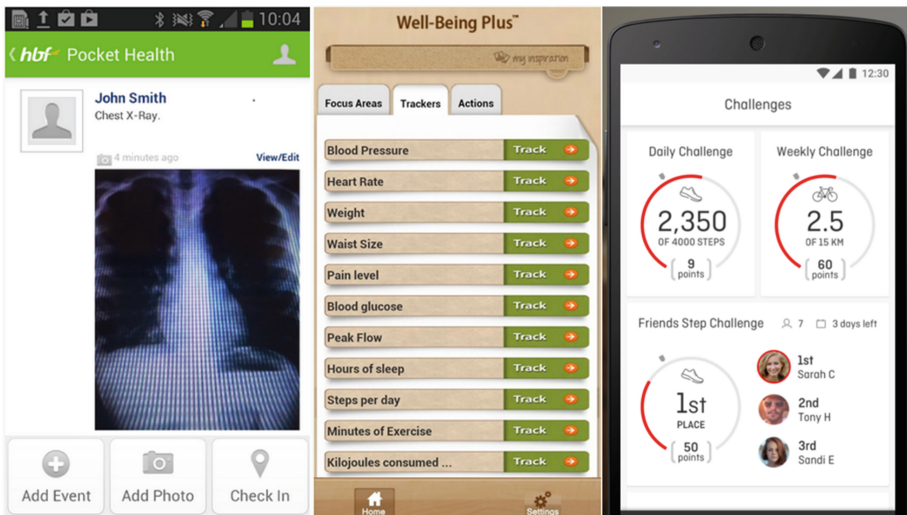 10:04
hbf Pocket Health
John Smith
Chest X-Ray.
4 minutes ago
View/Edit
Add Event
Add Photo
Check In
Well-Being Plus™
my inspiration
Focus Areas
Trackers
Actions
Blood Pressure Track
Heart Rate Track
Weight Track
Waist Size Track
Pain level Track
Blood glucose Track
Peak Flow Track
Hours of sleep Track
Steps per day Track
Minutes of Exercise Track
Kilojoules consumed ... Track
Home
Settings
12:30
Challenges
Daily Challenge
2,350
OF 4000 STEPS
9
points
Weekly Challenge
2.5
OF 15 KM
60
points
Friends Step Challenge
7
3 days left
1st
PLACE
50
points
1st
Sarah C
2nd
Tony H
3rd
Sandi E